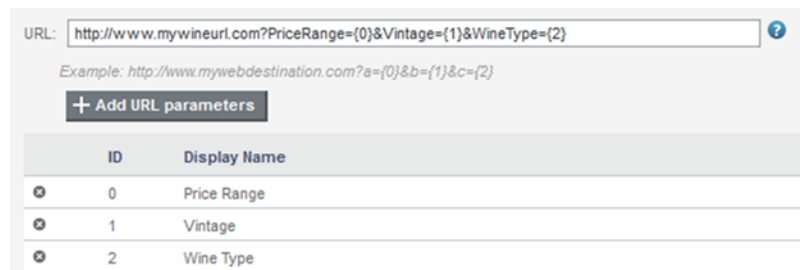 URL: http://www.mywineurl.com?PriceRange={0}&Vintage={1}&WineType={2}
Example: http://www.mywebdestination.com?a={0}&b={1}&c={2}
+ Add URL parameters
ID Display Name
0 Price Range
1 Vintage
2 Wine Type